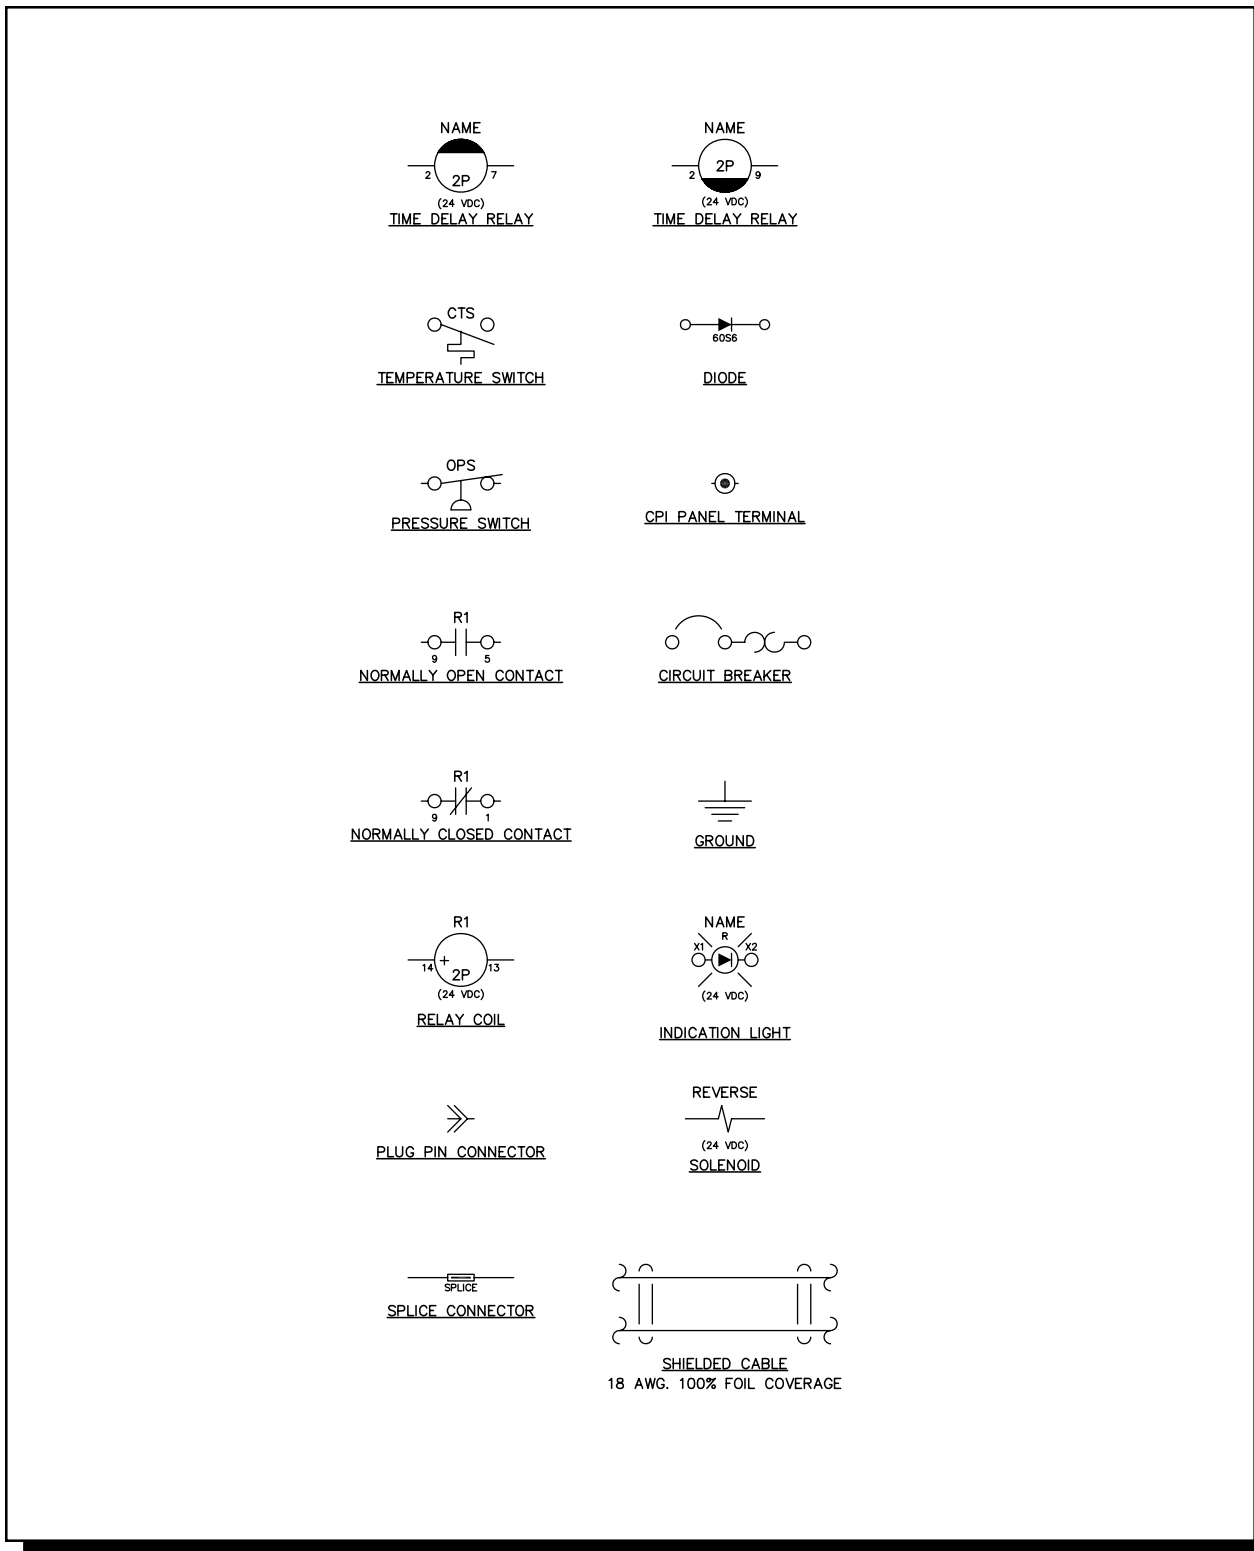 NAME
2 2P 7
(24 VDC)
TIME DELAY RELAY
NAME
2 2P 9
(24 VDC)
TIME DELAY RELAY
CTS
TEMPERATURE SWITCH
60S6
DIODE
OPS
PRESSURE SWITCH
CPI PANEL TERMINAL
R1
9 5
NORMALLY OPEN CONTACT
CIRCUIT BREAKER
R1
9 1
NORMALLY CLOSED CONTACT
GROUND
R1
14 + 13
2P
(24 VDC)
RELAY COIL
NAME
R
X1 X2
(24 VDC)
INDICATION LIGHT
PLUG PIN CONNECTOR
REVERSE
(24 VDC)
SOLENOID
SPLICE
SPLICE CONNECTOR
SHIELDED CABLE
18 AWG. 100% FOIL COVERAGE